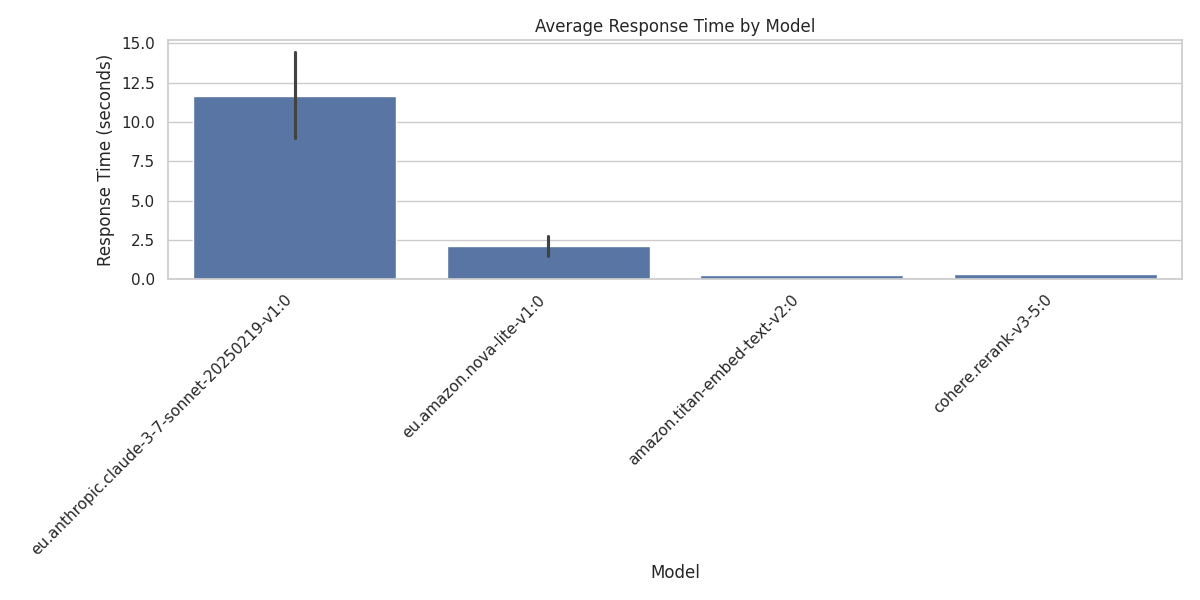 Average Response Time by Model
Response Time (seconds)
15.0
12.5
10.0
7.5
5.0
2.5
0.0
eu.anthropic.claude-3-7-sonnet-20250219-v1:0
eu.amazon.nova-lite-v1:0
amazon.titan-embed-text-v2:0
cohere.rerank-v3-5:0
Model